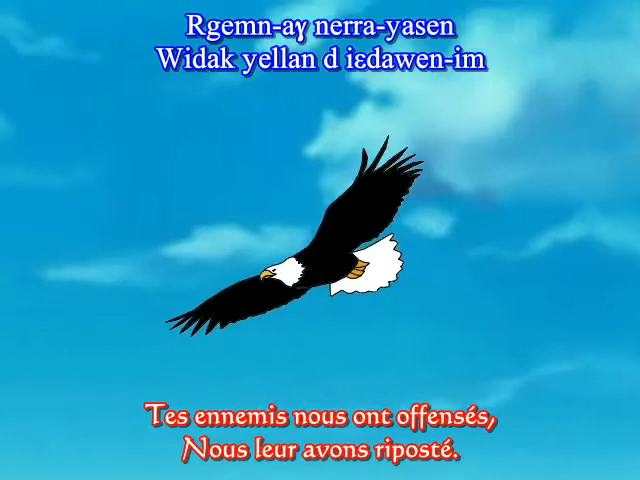 Rgemn-aɣ nerra-yasen
Widak yellan d iɛdawen-im
Tes ennemis nous ont offensés,
Nous leur avons riposté.